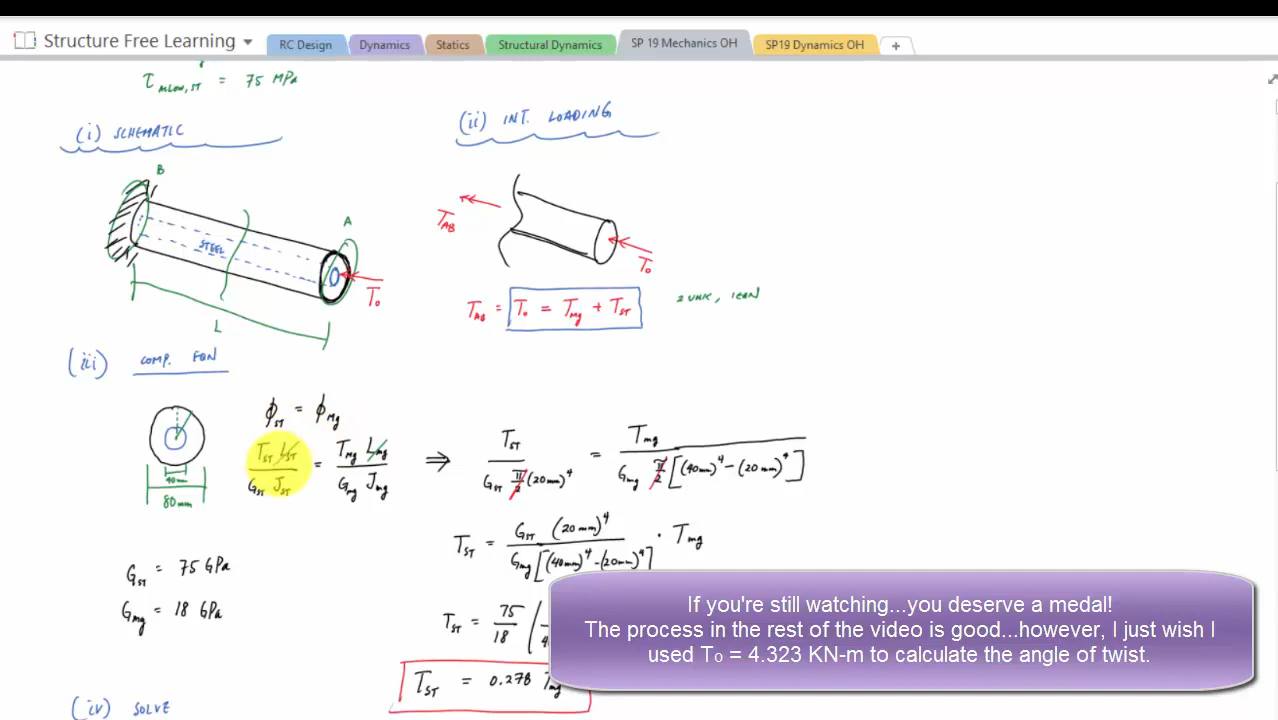 Structure Free Learning
RC Design
Dynamics
Statics
Structural Dynamics
SP 19 Mechanics OH
SP19 Dynamics OH
+
τ_ALLOW,ST = 75 MPa
(i) SCHEMATIC
B
A
STEEL
T₀
L
(ii) INT. LOADING
T_AB
T₀
T_AB = T₀ = T_mg + T_ST
2 UNK, 1 EQN
(iii) COMP. EQN
40mm
80mm
ϕ_ST = ϕ_Mg
T_ST L_ST / G_ST J_ST = T_Mg L_mg / G_mg J_mg ⇒ T_ST / G_ST π/2 (20mm)⁴ = T_mg / G_mg π/2 [(40mm)⁴ - (20mm)⁴]
T_ST = G_ST (20mm)⁴ / G_mg [(40mm)⁴ - (20mm)⁴] · T_mg
G_ST = 75 GPa
G_mg = 18 GPa
T_ST = 75 / 18
T_ST = 0.278 T_mg
(iv) SOLVE
If you're still watching...you deserve a medal!
The process in the rest of the video is good...however, I just wish I
used T₀ = 4.323 KN-m to calculate the angle of twist.